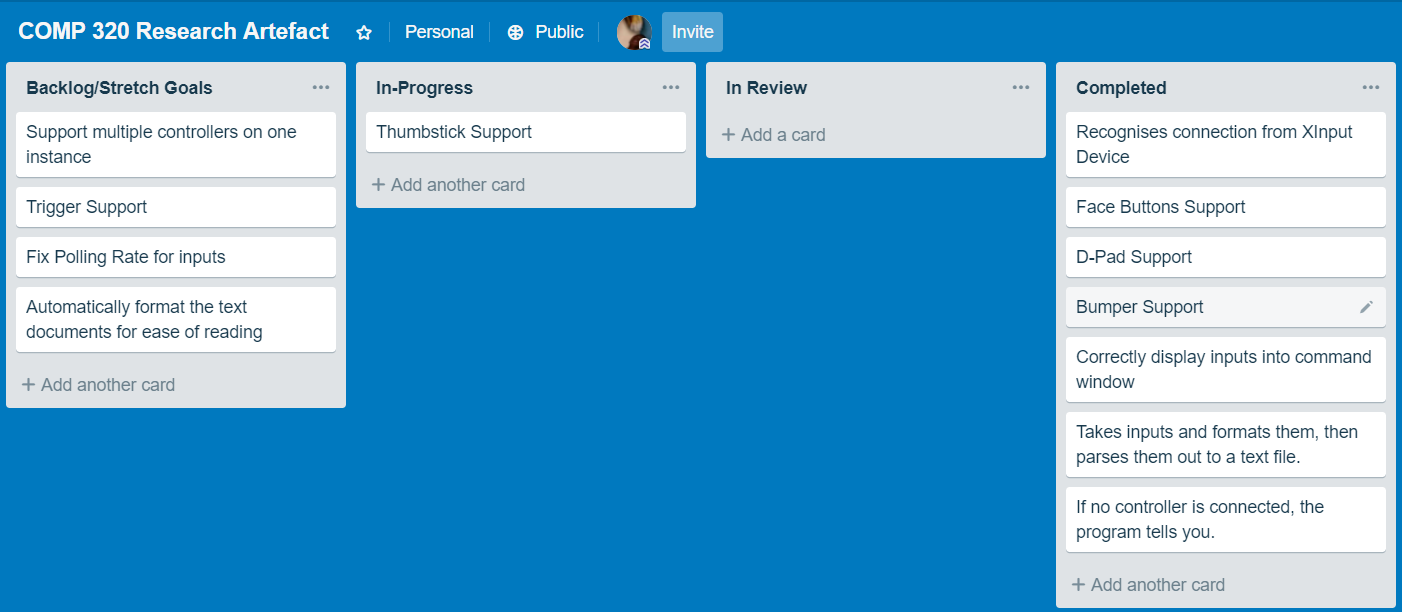 COMP 320 Research Artefact
Personal
Public
Invite
Backlog/Stretch Goals
Support multiple controllers on one
instance
Trigger Support
Fix Polling Rate for inputs
Automatically format the text
documents for ease of reading
+ Add another card
In-Progress
Thumbstick Support
+ Add another card
In Review
+ Add a card
Completed
Recognises connection from XInput
Device
Face Buttons Support
D-Pad Support
Bumper Support
Correctly display inputs into command
window
Takes inputs and formats them, then
parses them out to a text file.
If no controller is connected, the
program tells you.
+ Add another card